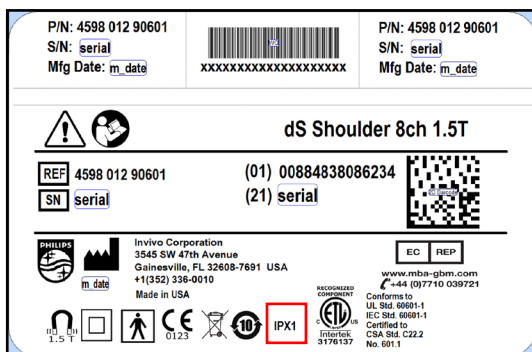 P/N: 4598 012 90601
S/N: serial
Mfg Date: m_date
XXXXXXXXXXXXXXXXXXXXX
P/N: 4598 012 90601
S/N: serial
Mfg Date: m_date
dS Shoulder 8ch 1.5T
REF 4598 012 90601
SN serial
(01) 00884838086234
(21) serial
PHILIPS
m_date
Invivo Corporation
3545 SW 47th Avenue
Gainesville, FL 32608-7691 USA
+1(352) 336-0010
Made in USA
EC REP
www.mba-gbm.com
+44 (0)7710 039721
1.5 T
CE
0123
10
IPX1
RECOGNIZED
COMPONENT
ETL
C US
Intertek
3176137
Conforms to
UL Std. 60601-1
IEC Std. 60601-1
Certified to
CSA Std. C22.2
No. 601.1